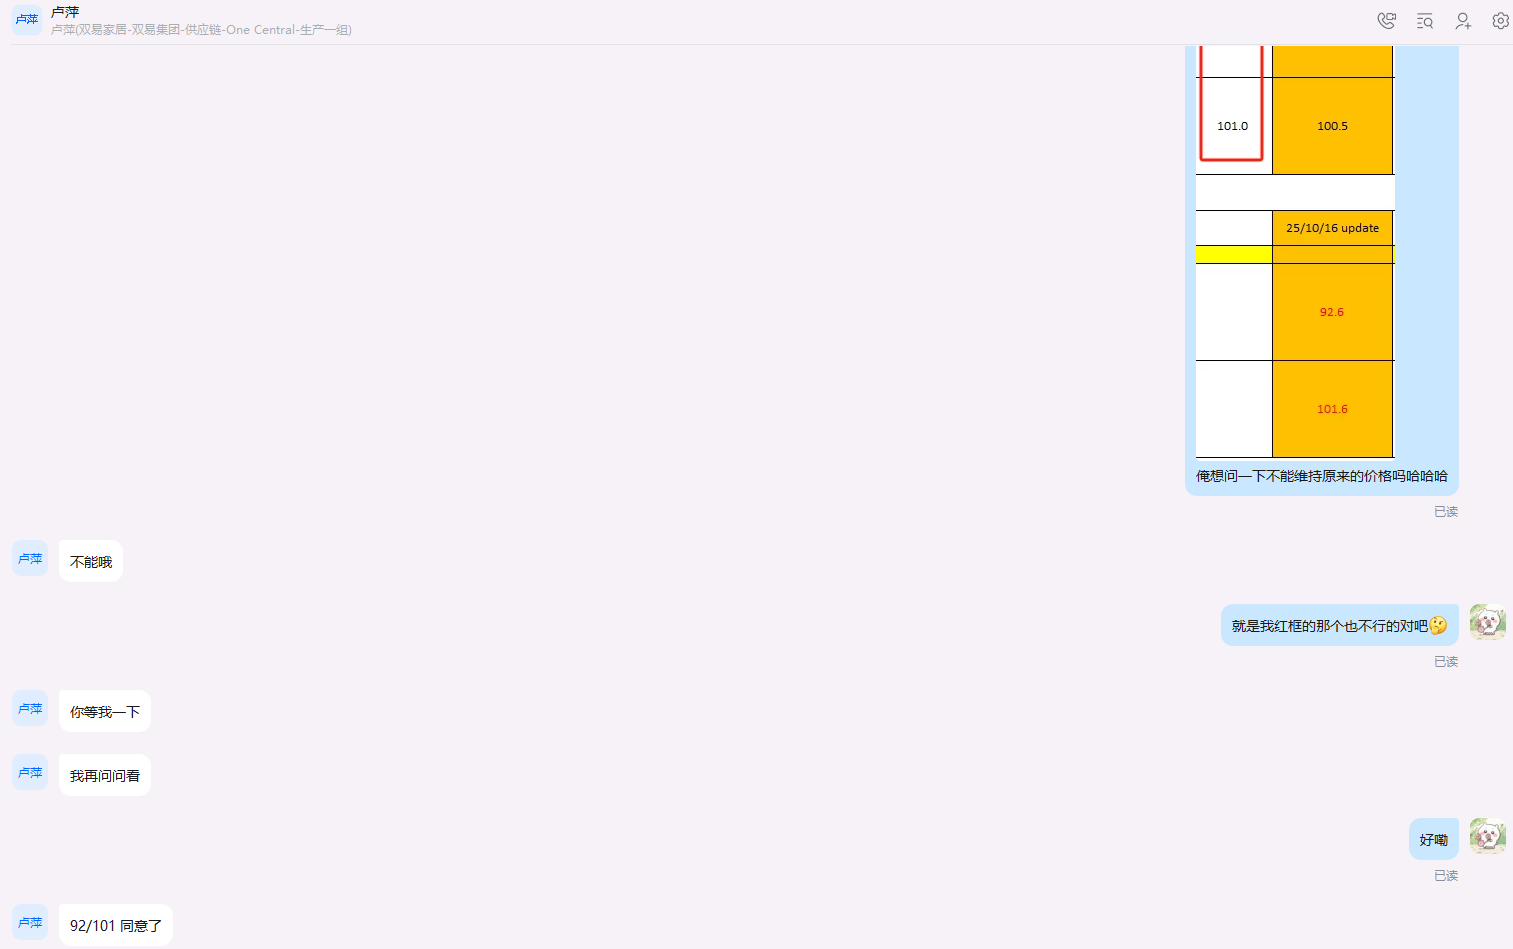 卢萍
卢萍
卢萍(双易家居-双易集团-供应链-One Central-生产一组)
101.0
100.5
25/10/16 update
92.6
101.6
俺想问一下不能维持原来的价格吗哈哈哈
已读
卢萍
不能哦
就是我红框的那个也不行的对吧🤔
已读
卢萍
你等我一下
卢萍
我再问问看
好嘞
已读
卢萍
92/101 同意了